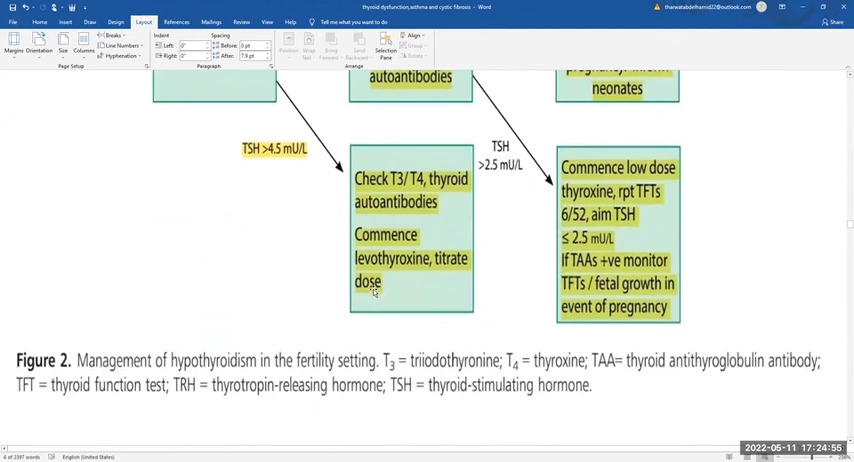 thyroid dysfunction,asthma and cystic fibrosis - Word
tharwatabdelhamid22@outlook.com
File Home Insert Draw Design Layout References Mailings Review View Help Tell me what you want to do Share
Margins Orientation Size Columns
Breaks
Line Numbers
Hyphenation
Page Setup
Indent
Left: 0"
Right: 0"
Spacing
Before: 0 pt
After: 7.9 pt
Paragraph
Position Wrap Text Bring Forward Send Backward Selection Pane
Align
Group
Rotate
Arrange
autoantibodies
neonates
TSH >4.5 mU/L
TSH
>2.5 mU/L
Check T3/ T4, thyroid
autoantibodies
Commence
levothyroxine, titrate
dose
Commence low dose
thyroxine, rpt TFTs
6/52, aim TSH
≤ 2.5 mU/L
If TAAs +ve monitor
TFTs / fetal growth in
event of pregnancy
Figure 2. Management of hypothyroidism in the fertility setting. T3 = triiodothyronine; T4 = thyroxine; TAA= thyroid antithyroglobulin antibody;
TFT = thyroid function test; TRH = thyrotropin-releasing hormone; TSH = thyroid-stimulating hormone.
2022-05-11 17:24:55
6 of 2397 words English (United States) 236%